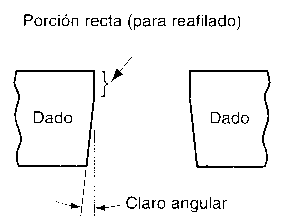 Porción recta (para reafilado)
Dado
Dado
Claro angular